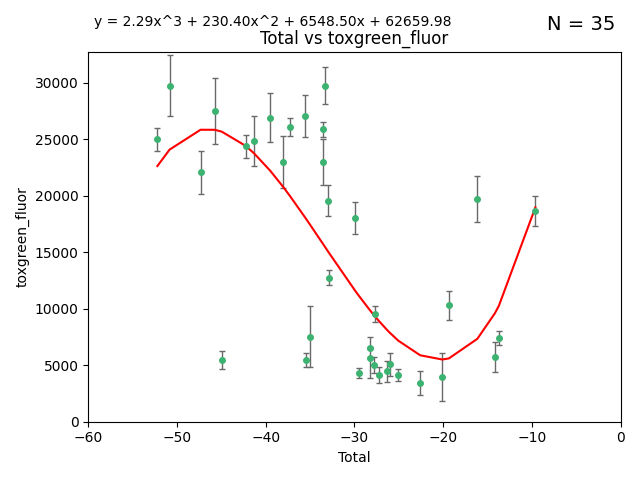 y = 2.29x^3 + 230.40x^2 + 6548.50x + 62659.98
N = 35
Total vs toxgreen_fluor
30000
25000
20000
15000
10000
5000
0
toxgreen_fluor
−60 −50 −40 −30 −20 −10 0
Total